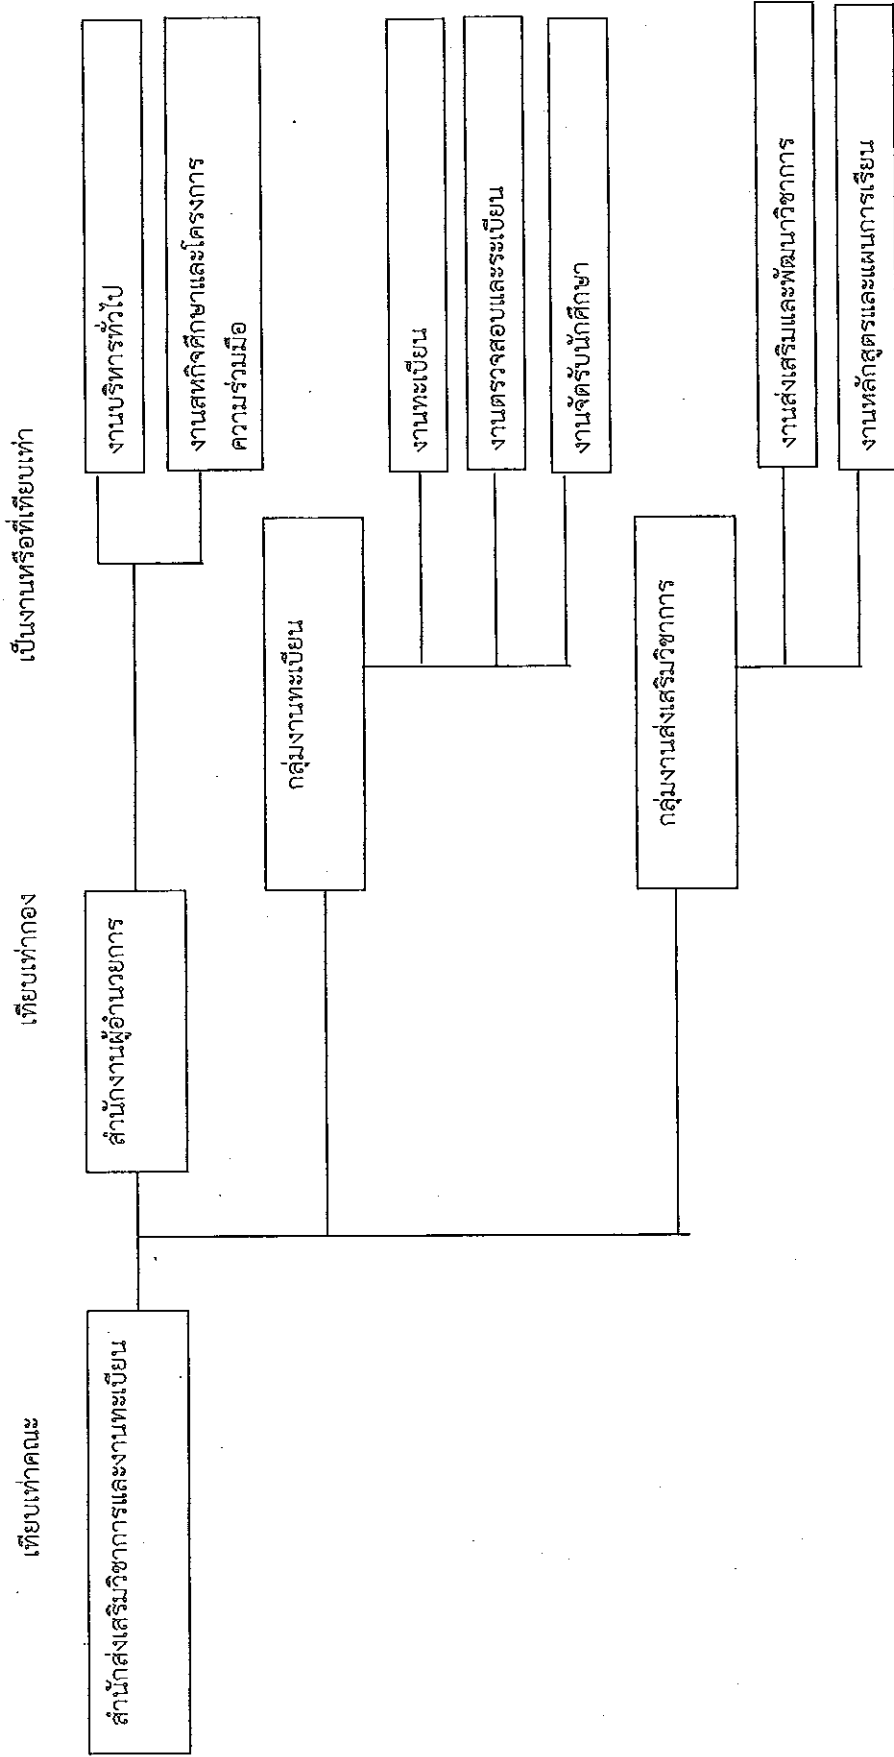 เทียบเท่าคณะ
เทียบเท่ากอง
เป็นงานหรือที่เทียบเท่า
สำนักส่งเสริมวิชาการและงานทะเบียน
สำนักงานผู้อำนวยการ
งานบริหารทั่วไป
งานสหกิจศึกษาและโครงการ
ความร่วมมือ
กลุ่มงานทะเบียน
งานทะเบียน
งานตรวจสอบและระเบียน
งานจัดรับนักศึกษา
กลุ่มงานส่งเสริมวิชาการ
งานส่งเสริมและพัฒนาวิชาการ
งานหลักสูตรและแผนการเรียน